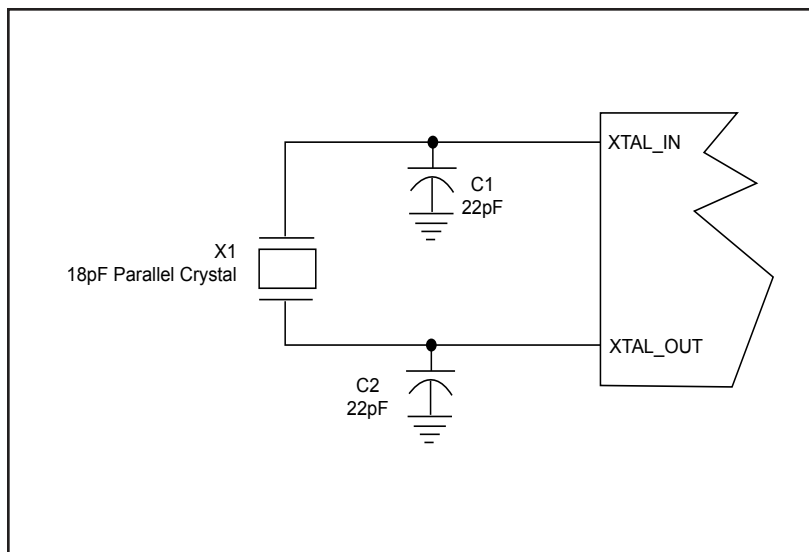 XTAL_IN
C1
22pF
X1
18pF Parallel Crystal
XTAL_OUT
C2
22pF